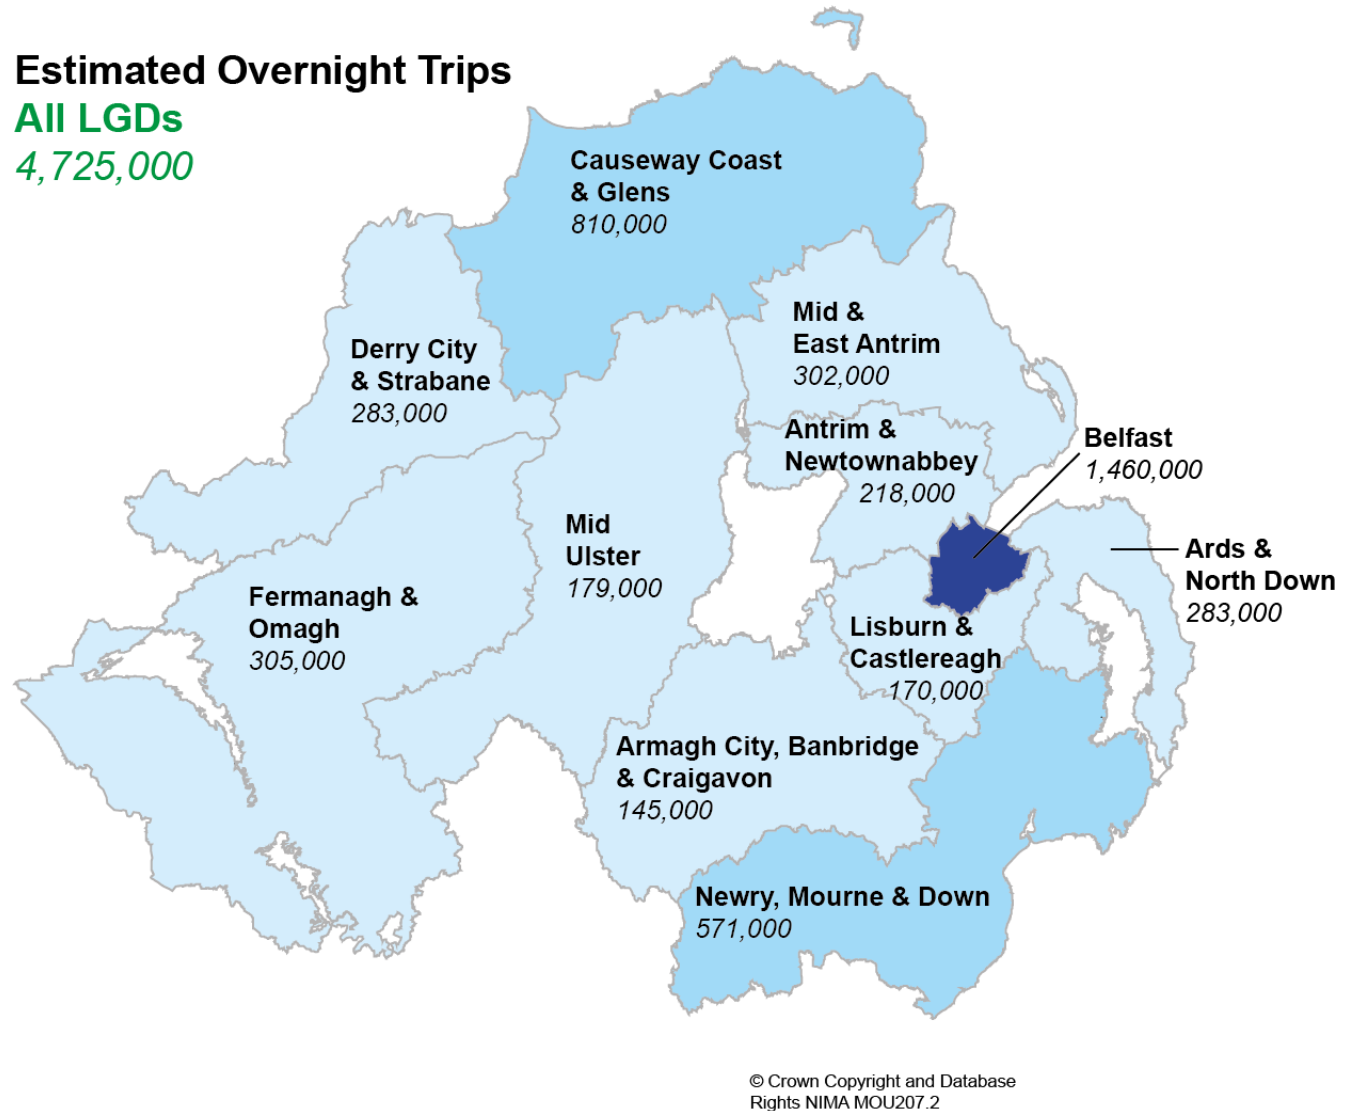 Estimated Overnight Trips
All LGDs
4,725,000
Causeway Coast
& Glens
810,000
Mid &
East Antrim
302,000
Derry City
& Strabane
283,000
Antrim &
Newtownabbey
218,000
Belfast
1,460,000
Mid
Ulster
179,000
Ards &
North Down
283,000
Fermanagh &
Omagh
305,000
Lisburn &
Castlereagh
170,000
Armagh City, Banbridge
& Craigavon
145,000
Newry, Mourne & Down
571,000
© Crown Copyright and Database
Rights NIMA MOU207.2